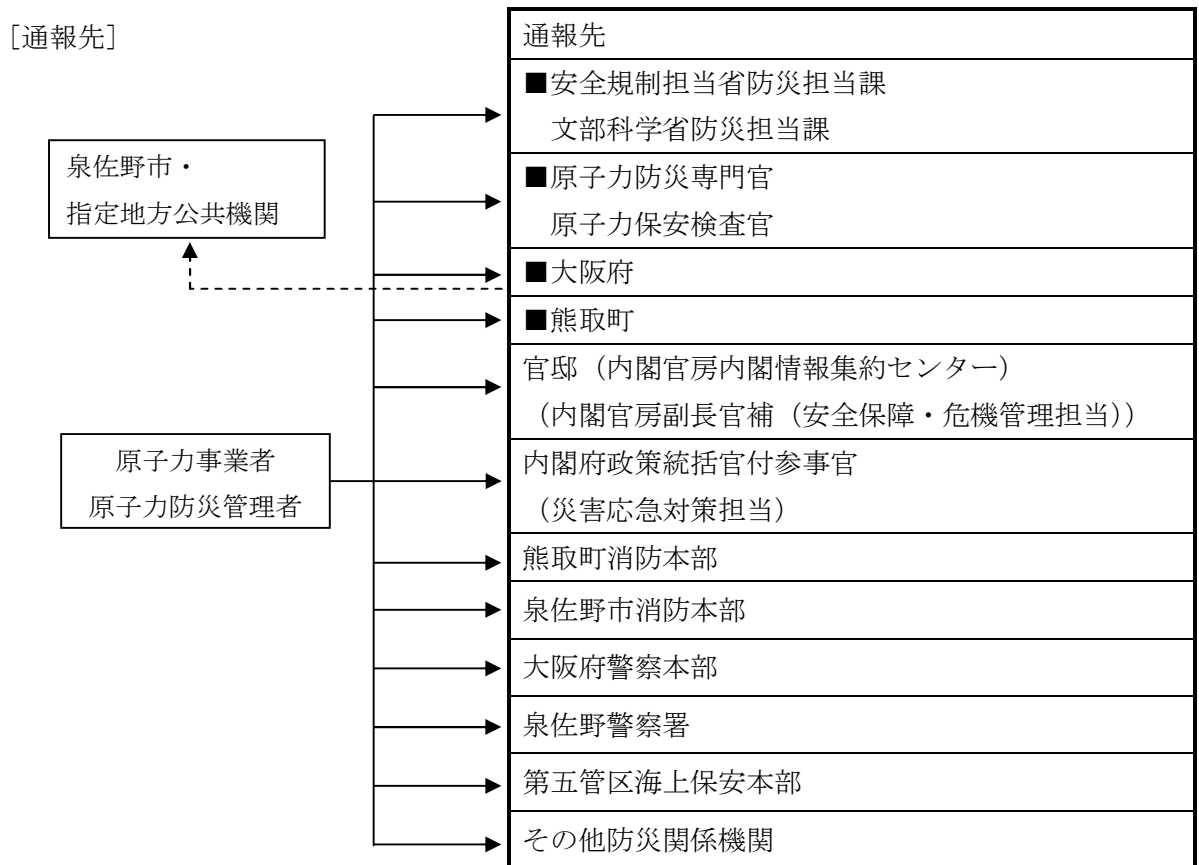 ［通報先］
泉佐野市・
指定地方公共機関
原子力事業者
原子力防災管理者
通報先
■安全規制担当省防災担当課
文部科学省防災担当課
■原子力防災専門官
原子力保安検査官
■大阪府
■熊取町
官邸（内閣官房内閣情報集約センター）
（内閣官房副長官補（安全保障・危機管理担当））
内閣府政策統括官付参事官
（災害応急対策担当）
熊取町消防本部
泉佐野市消防本部
大阪府警察本部
泉佐野警察署
第五管区海上保安本部
その他防災関係機関